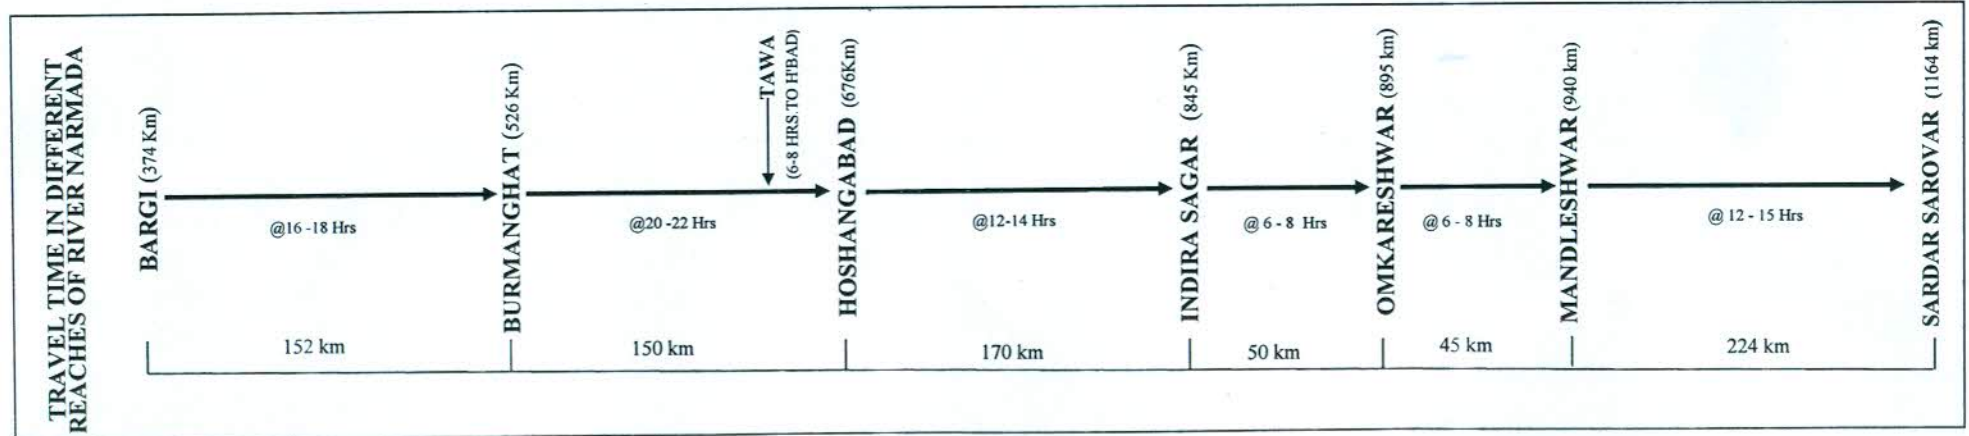 TRAVEL TIME IN DIFFERENT
REACHES OF RIVER NARMADA
BARGI (374 Km)
@16 -18 Hrs
152 km
BURMANGHAT (526 Km)
@20 -22 Hrs
150 km
TAWA
(6-8 HRS.TO H'BAD)
HOSHANGABAD (676Km)
@12-14 Hrs
170 km
INDIRA SAGAR (845 Km)
@ 6 - 8 Hrs
50 km
OMKARESHWAR (895 km)
@ 6 - 8 Hrs
45 km
MANDLESHWAR (940 km)
@ 12 - 15 Hrs
224 km
SARDAR SAROVAR (1164 km)